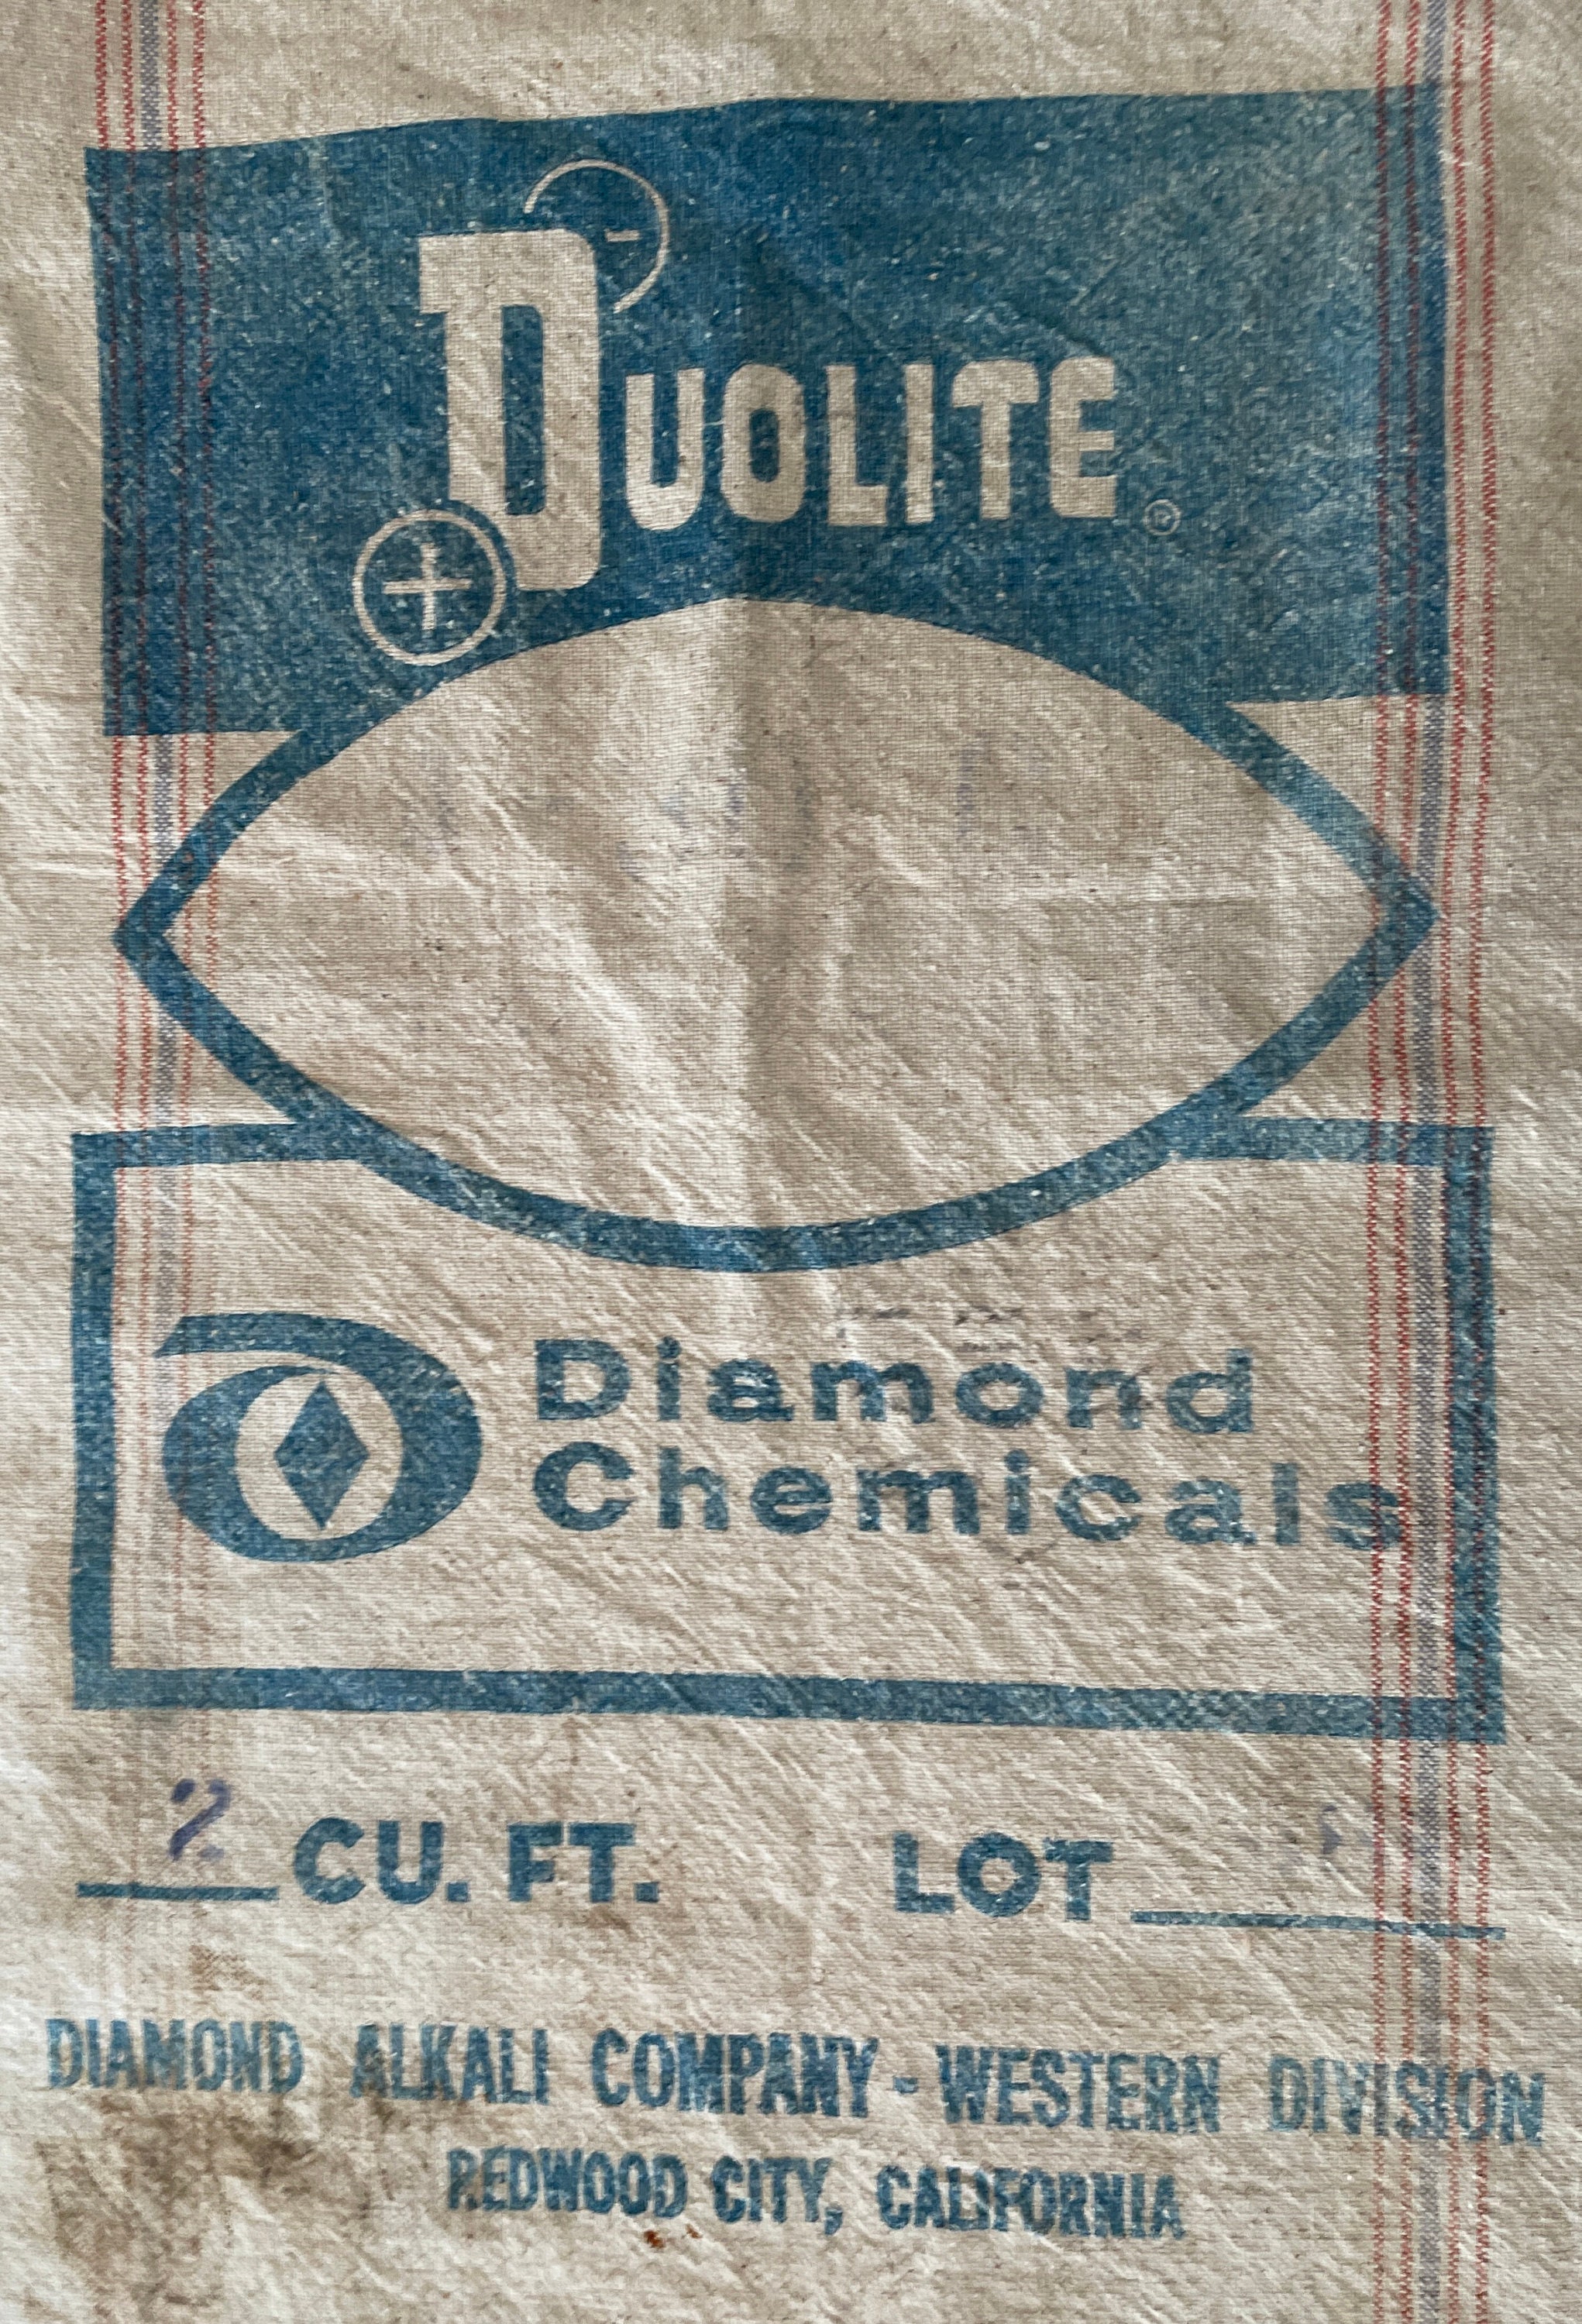 DUOLITE ®
Diamond
Chemicals
2 CU. FT. LOT
DIAMOND ALKALI COMPANY - WESTERN DIVISION
REDWOOD CITY, CALIFORNIA